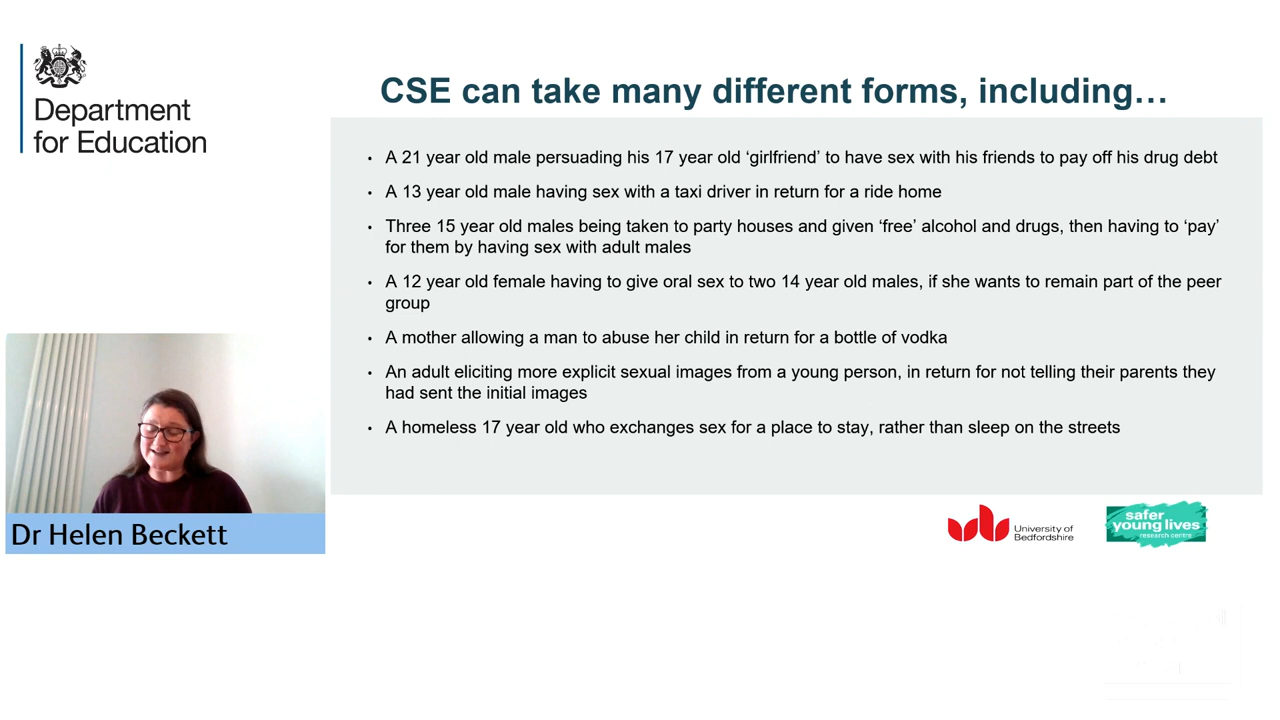 Department
for Education
CSE can take many different forms, including…
• A 21 year old male persuading his 17 year old ‘girlfriend’ to have sex with his friends to pay off his drug debt
• A 13 year old male having sex with a taxi driver in return for a ride home
• Three 15 year old males being taken to party houses and given ‘free’ alcohol and drugs, then having to ‘pay’
for them by having sex with adult males
• A 12 year old female having to give oral sex to two 14 year old males, if she wants to remain part of the peer
group
• A mother allowing a man to abuse her child in return for a bottle of vodka
• An adult eliciting more explicit sexual images from a young person, in return for not telling their parents they
had sent the initial images
• A homeless 17 year old who exchanges sex for a place to stay, rather than sleep on the streets
Dr Helen Beckett
University of
Bedfordshire
safer
young lives
research centre